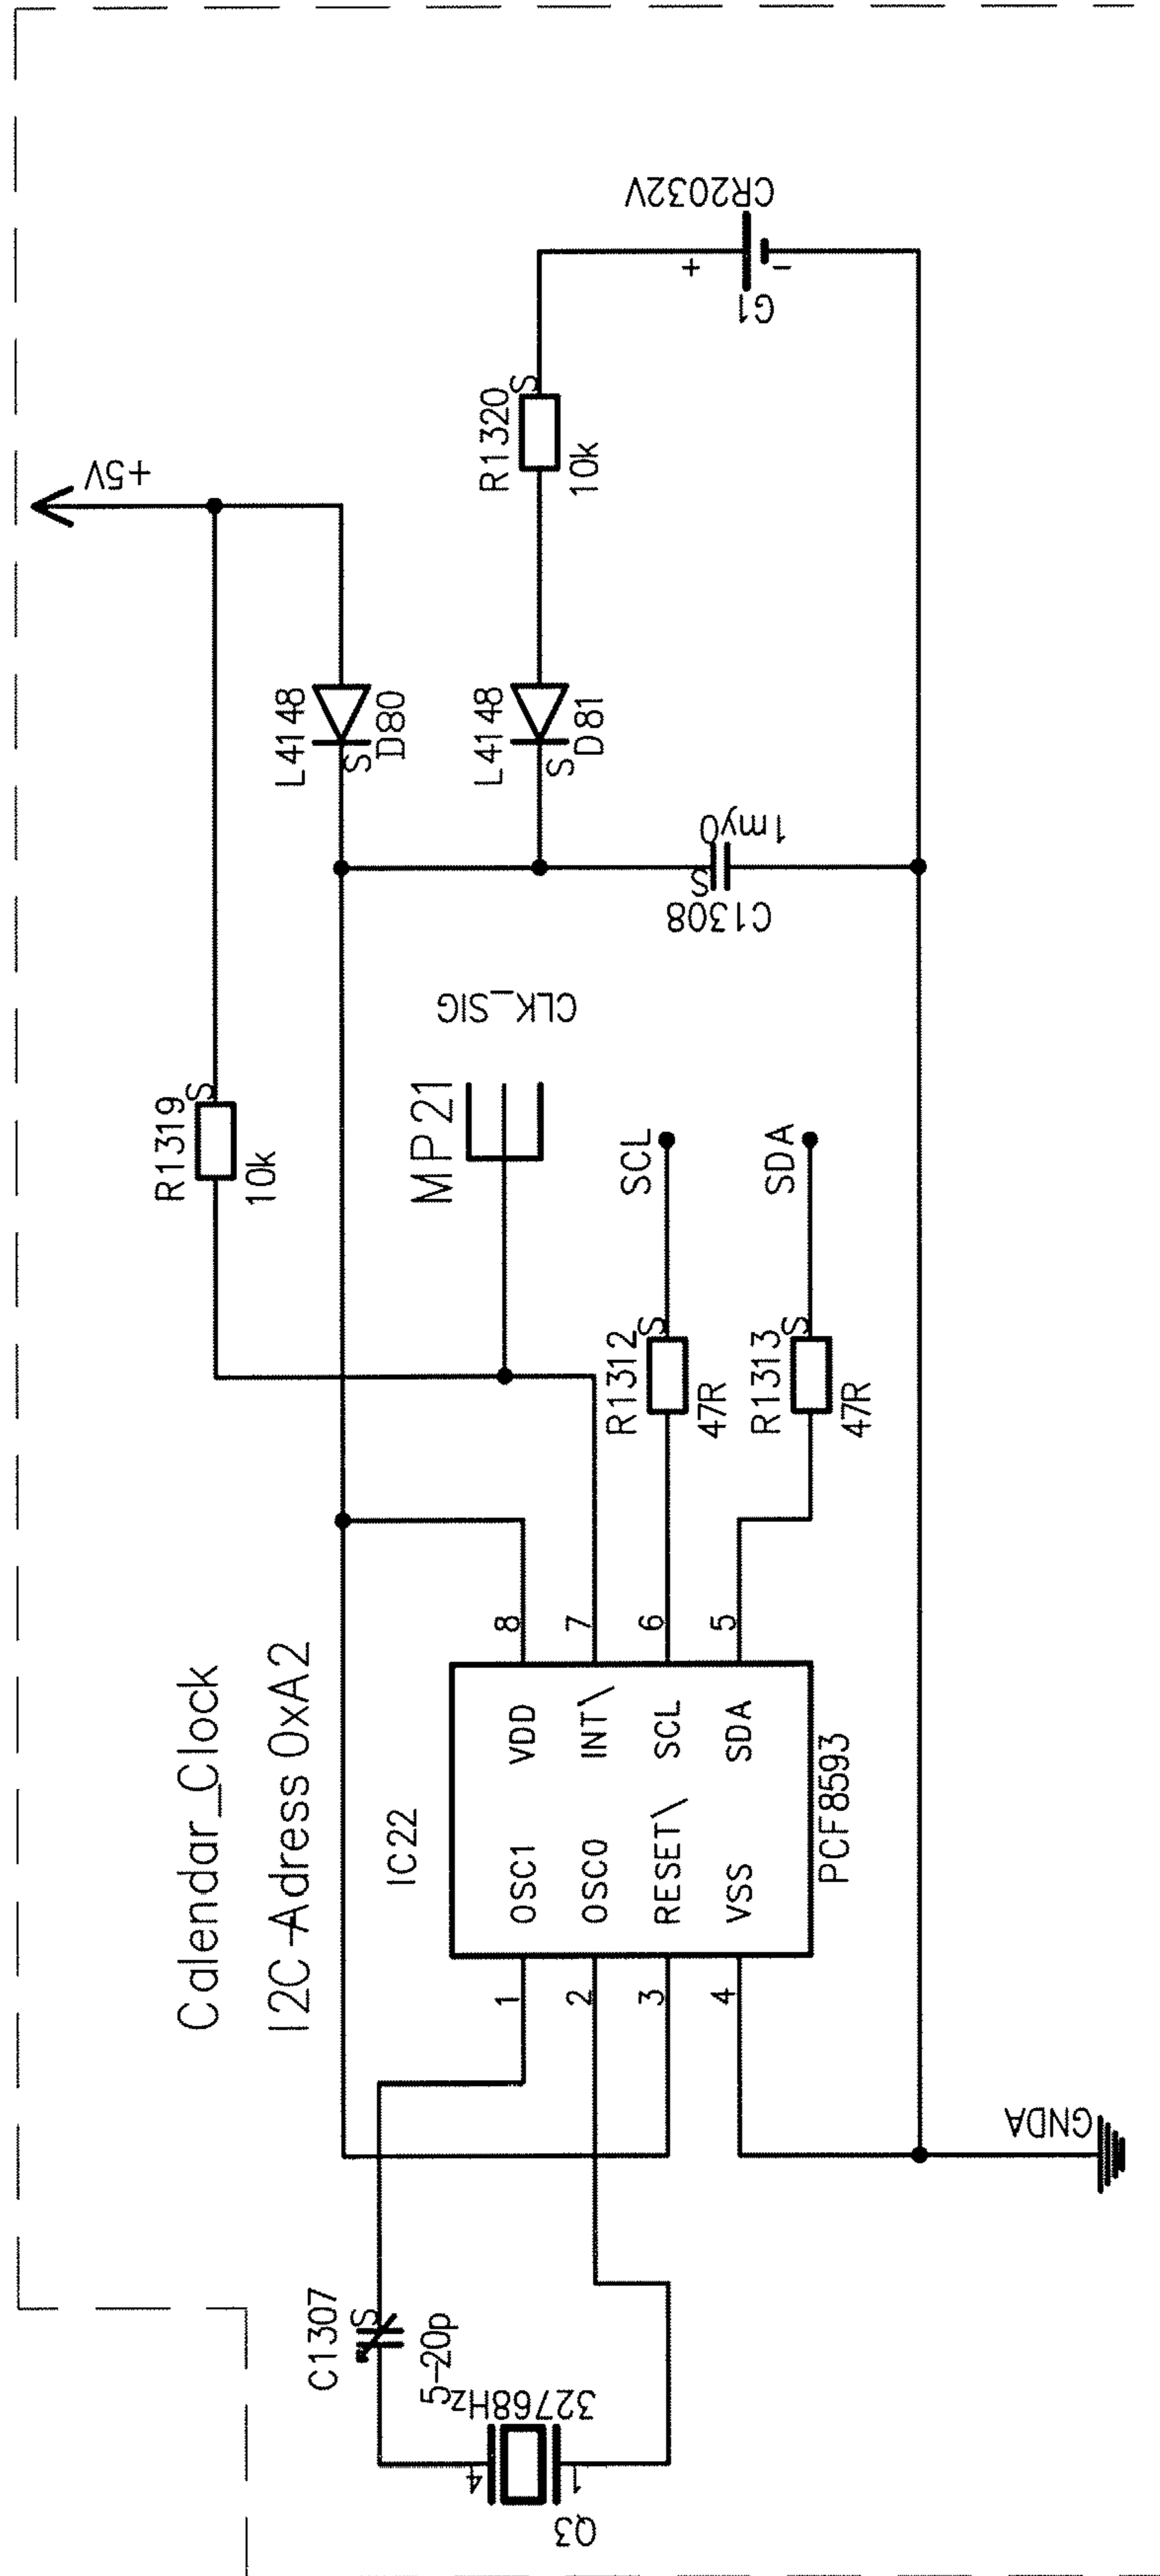 Calendar_Clock
I2C-Adress 0xA2
+5V
R1319
S
10k
L4148
S
D80
L4148
S
D81
R1320
S
10k
CR2032V
+
-
G1
1my0
S
C1308
CLK_SIG
MP21
SCL
SDA
R1312
S
47R
R1313
S
47R
IC22
OSC1
OSC0
RESET\
VSS
VDD
INT\
SCL
SDA
1
2
3
4
8
7
6
5
PCF8593
C1307
S
5-20p
32768Hz
4
1
Q3
GNDA